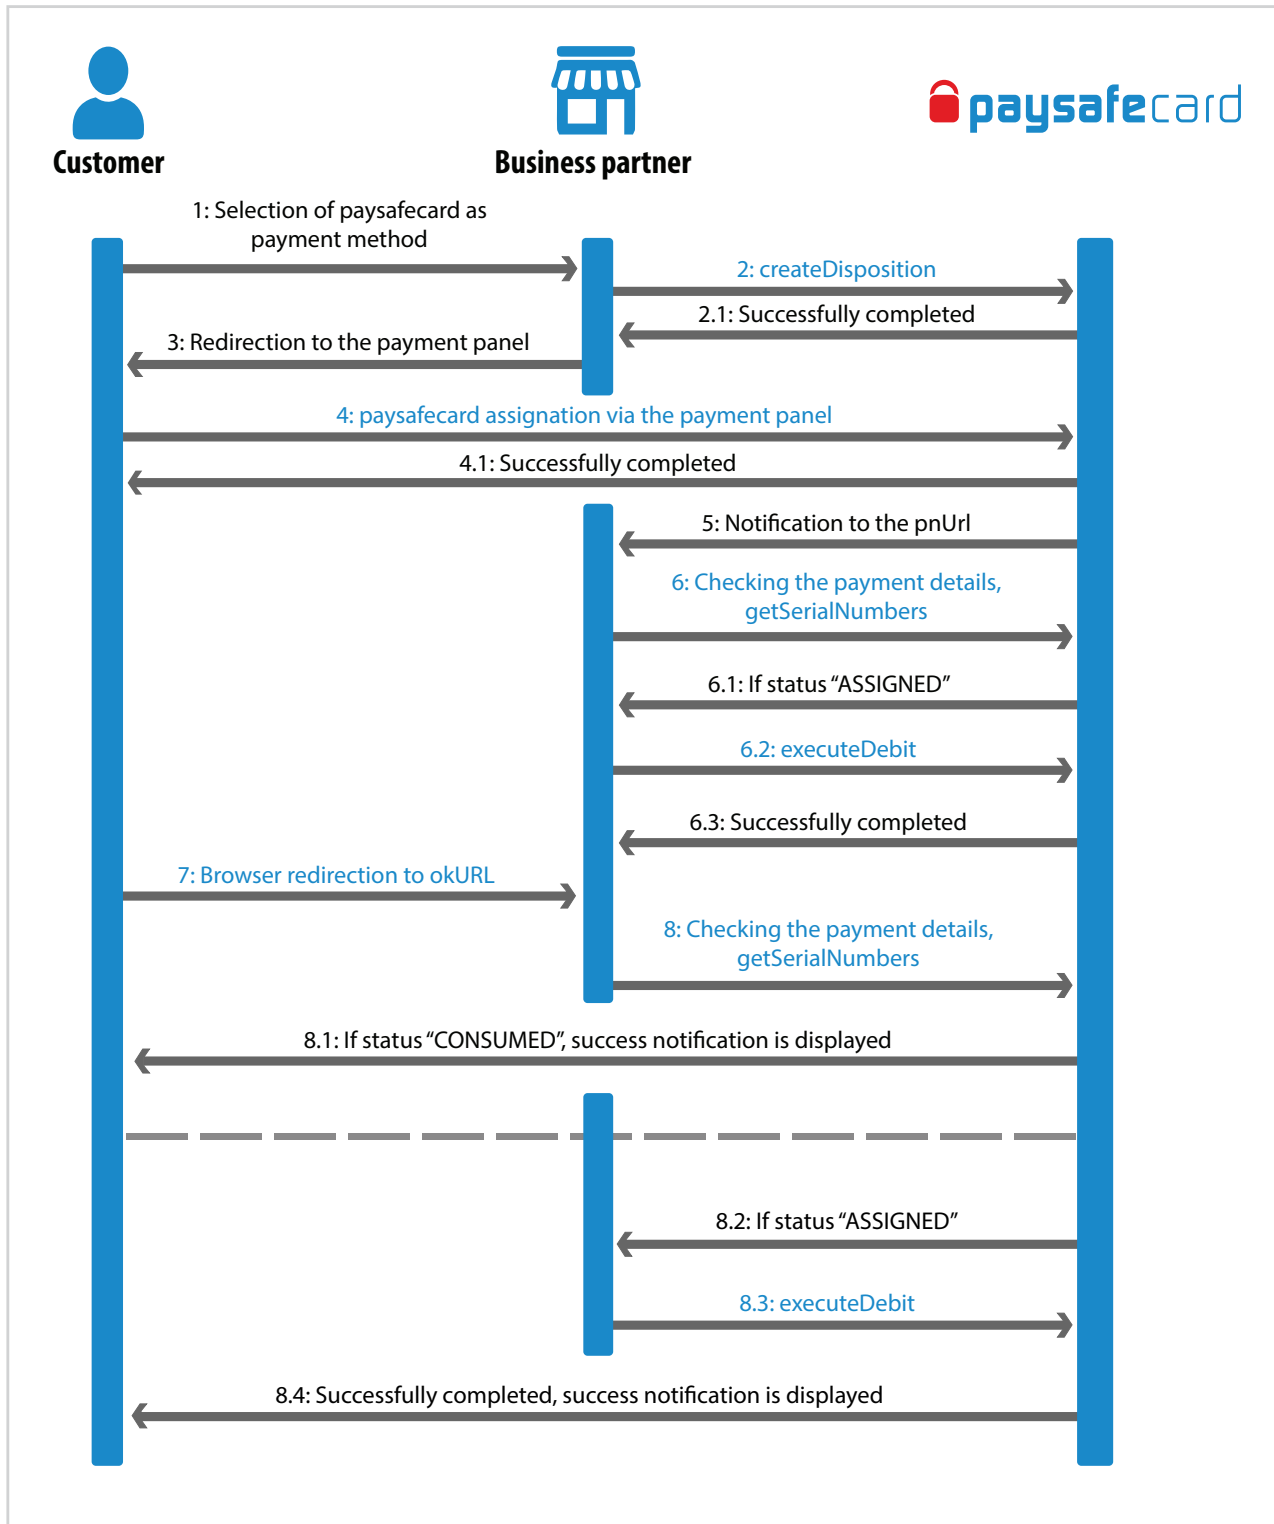 paysafecard
Customer
Business partner
1: Selection of paysafecard as
payment method
2: createDisposition
2.1: Successfully completed
3: Redirection to the payment panel
4: paysafecard assignation via the payment panel
4.1: Successfully completed
5: Notification to the pnUrl
6: Checking the payment details,
getSerialNumbers
6.1: If status “ASSIGNED”
6.2: executeDebit
6.3: Successfully completed
7: Browser redirection to okURL
8: Checking the payment details,
getSerialNumbers
8.1: If status “CONSUMED”, success notification is displayed
8.2: If status “ASSIGNED”
8.3: executeDebit
8.4: Successfully completed, success notification is displayed